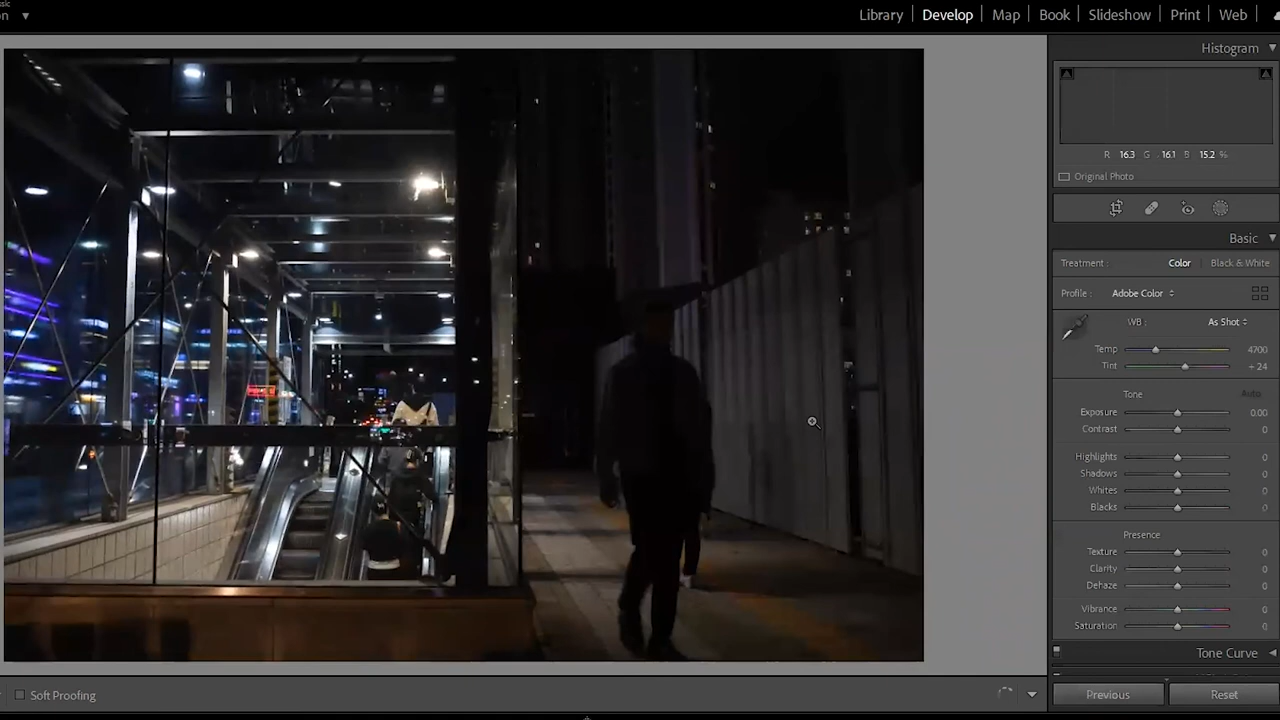 Library | Develop | Map | Book | Slideshow | Print | Web |
Histogram
R 16.3 G 16.1 B 15.2 %
Original Photo
Basic
Treatment : Color Black & White
Profile : Adobe Color
WB : As Shot
Temp 4700
Tint + 24
Tone Auto
Exposure 0.00
Contrast 0
Highlights 0
Shadows 0
Whites 0
Blacks 0
Presence
Texture 0
Clarity 0
Dehaze 0
Vibrance 0
Saturation 0
Tone Curve
Soft Proofing
Previous Reset